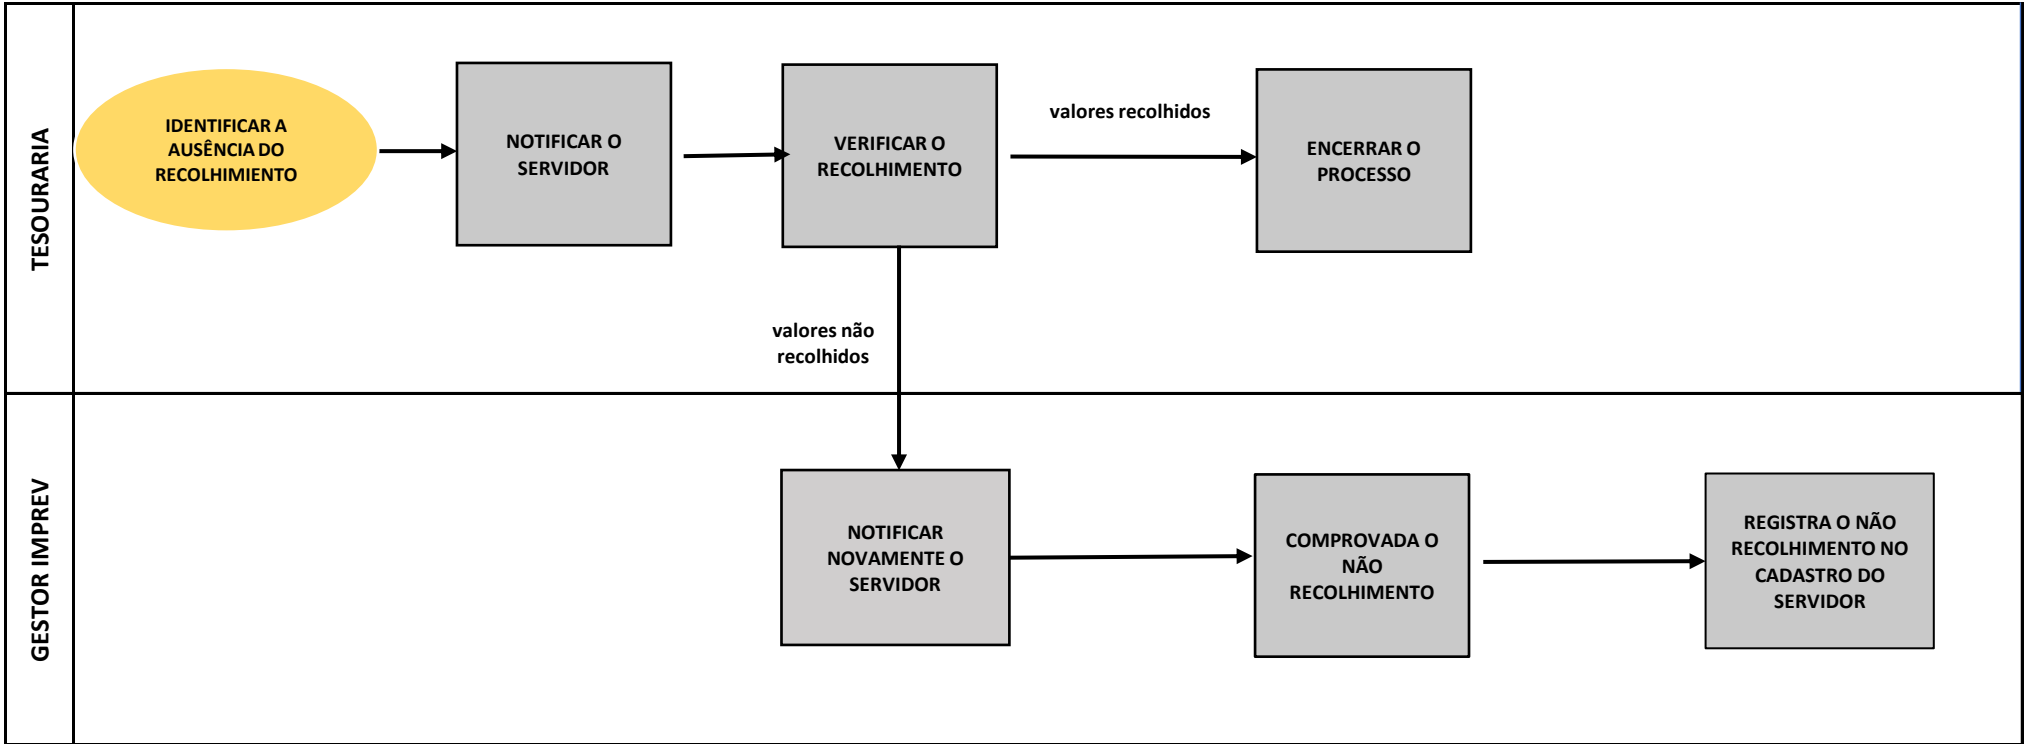 TESOURARIA
IDENTIFICAR A
AUSÊNCIA DO
RECOLHIMIENTO
NOTIFICAR O
SERVIDOR
VERIFICAR O
RECOLHIMENTO
valores recolhidos
ENCERRAR O
PROCESSO
valores não
recolhidos
GESTOR IMPREV
NOTIFICAR
NOVAMENTE O
SERVIDOR
COMPROVADA O
NÃO
RECOLHIMENTO
REGISTRA O NÃO
RECOLHIMENTO NO
CADASTRO DO
SERVIDOR